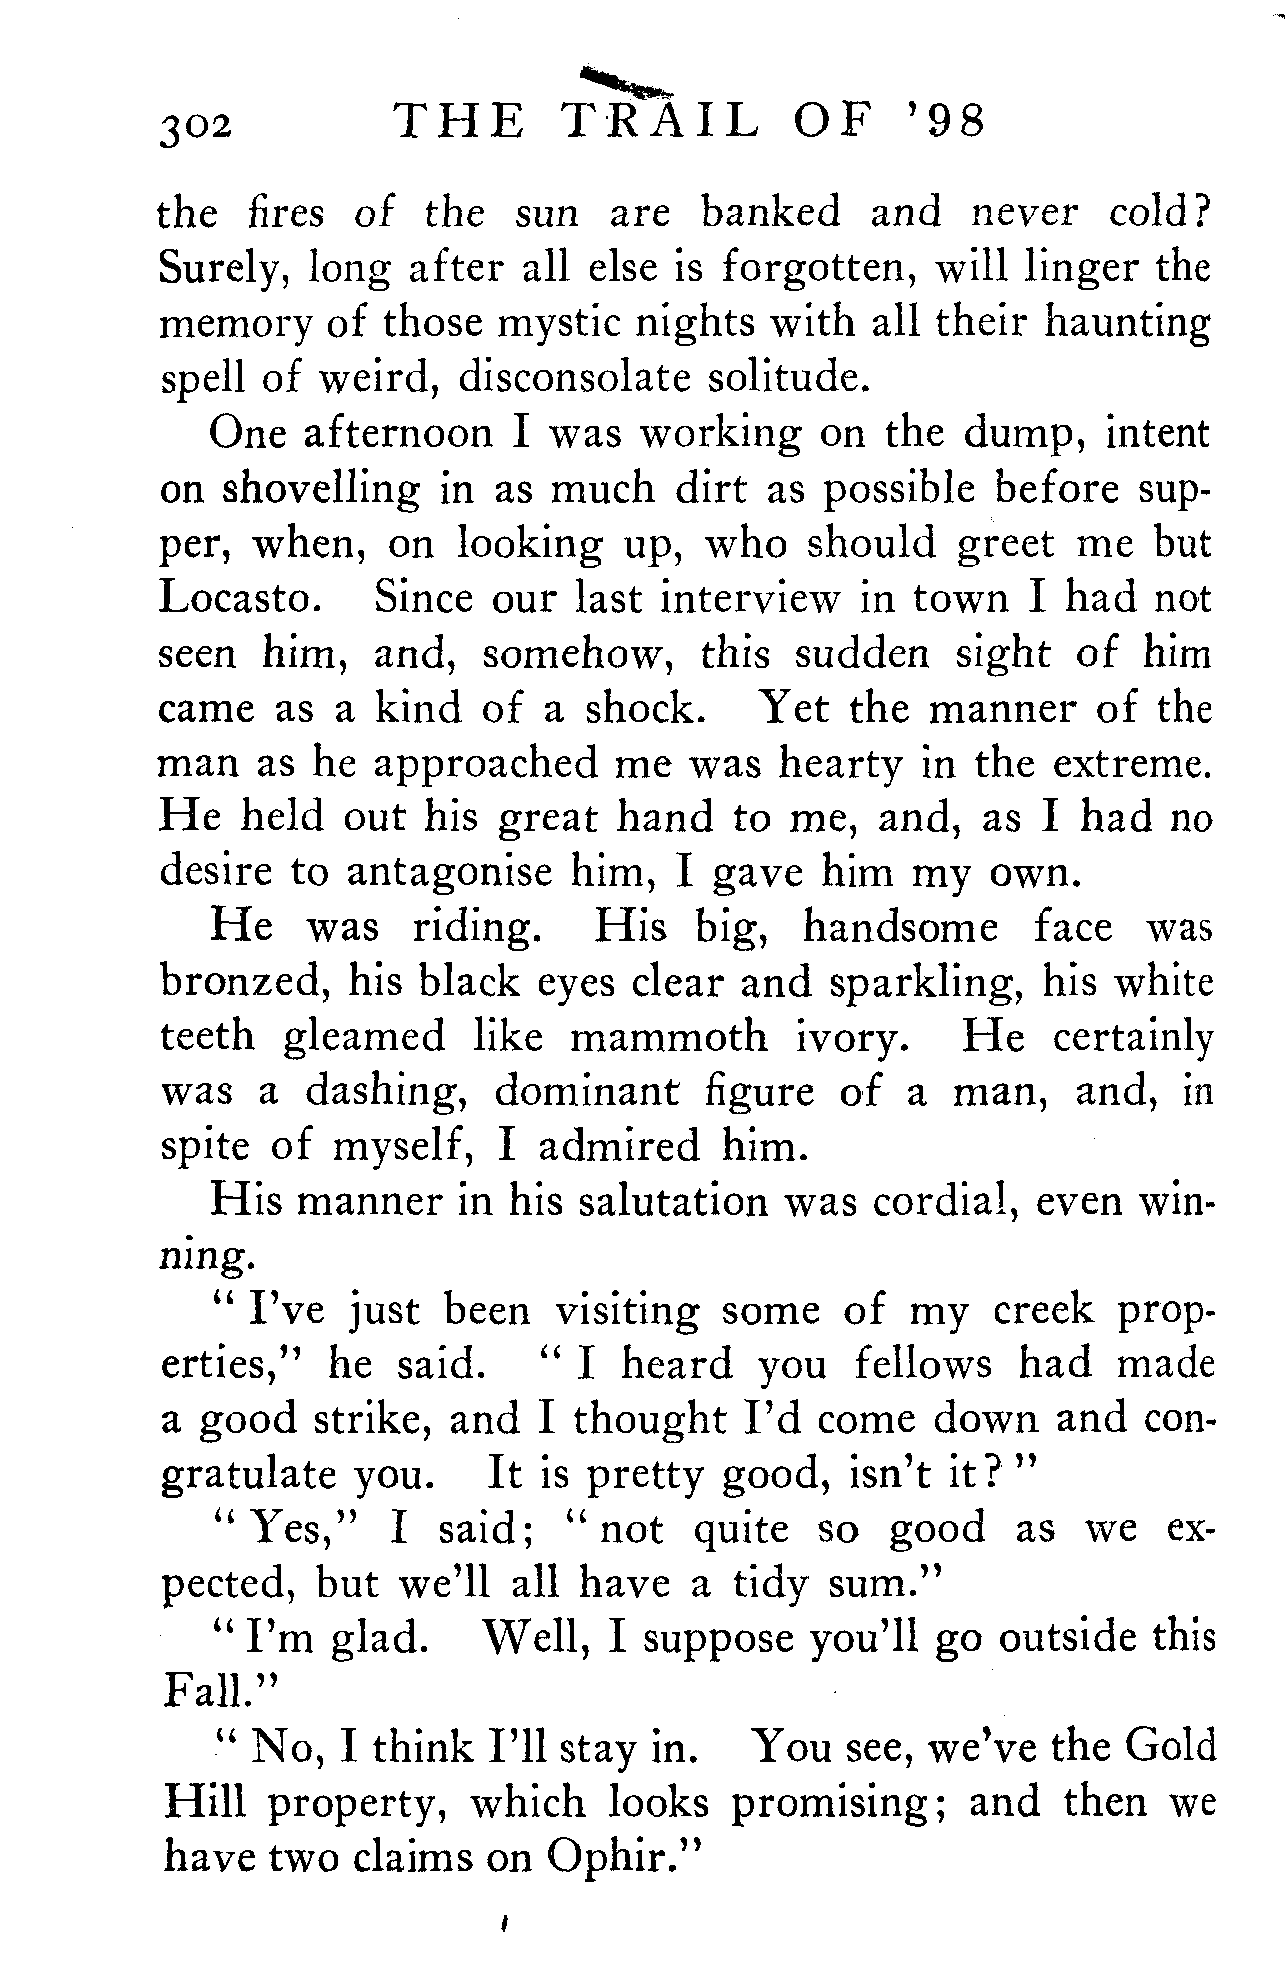 302 THE TRAIL OF '98
the fires of the sun are banked and never cold?
Surely, long after all else is forgotten, will linger the
memory of those mystic nights with all their haunting
spell of weird, disconsolate solitude.
One afternoon I was working on the dump, intent
on shovelling in as much dirt as possible before sup-
per, when, on looking up, who should greet me but
Locasto. Since our last interview in town I had not
seen him, and, somehow, this sudden sight of him
came as a kind of a shock. Yet the manner of the
man as he approached me was hearty in the extreme.
He held out his great hand to me, and, as I had no
desire to antagonise him, I gave him my own.
He was riding. His big, handsome face was
bronzed, his black eyes clear and sparkling, his white
teeth gleamed like mammoth ivory. He certainly
was a dashing, dominant figure of a man, and, in
spite of myself, I admired him.
His manner in his salutation was cordial, even win-
ning.
" I've just been visiting some of my creek prop-
erties," he said. " I heard you fellows had made
a good strike, and I thought I'd come down and con-
gratulate you. It is pretty good, isn't it? "
" Yes," I said; " not quite so good as we ex-
pected, but we'll all have a tidy sum."
" I'm glad. Well, I suppose you'll go outside this
Fall."
" No, I think I'll stay in. You see, we've the Gold
Hill property, which looks promising; and then we
have two claims on Ophir."